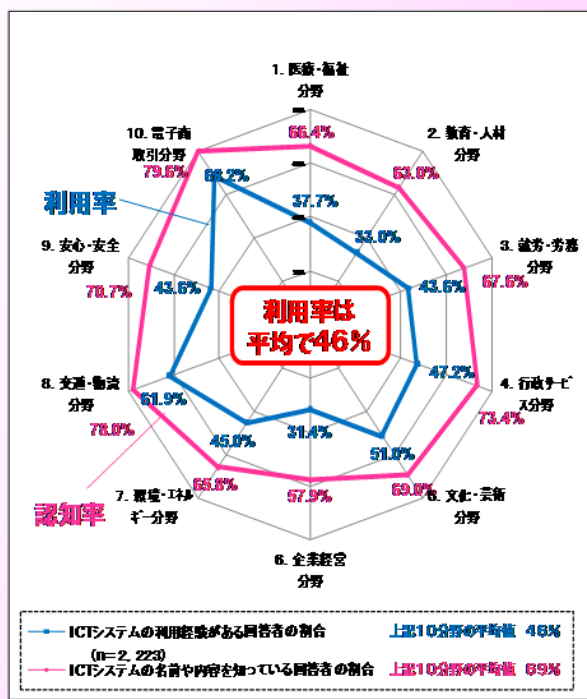 1. 医療・福祉
分野
66.4%
10. 電子商
取引分野
79.6%
68.2%
2. 教育・人材
分野
63.0%
利用率
37.7%
33.0%
9. 安心・安全
分野
70.7%
43.6%
3. 就労・労務
分野
67.6%
43.6%
利用率は
平均で46%
8. 交通・物流
分野
78.0%
61.9%
47.2%
4. 行政サービ
ス分野
73.4%
45.0%
31.4%
51.0%
認知率
7. 環境・エネル
ギー分野
65.8%
57.9%
69.0%
5. 文化・芸術
分野
6. 企業経営
分野
ICTシステムの利用経験がある回答者の割合 上記10分野の平均値 46%
(n=2,223)
ICTシステムの名前や内容を知っている回答者の割合 上記10分野の平均値 69%